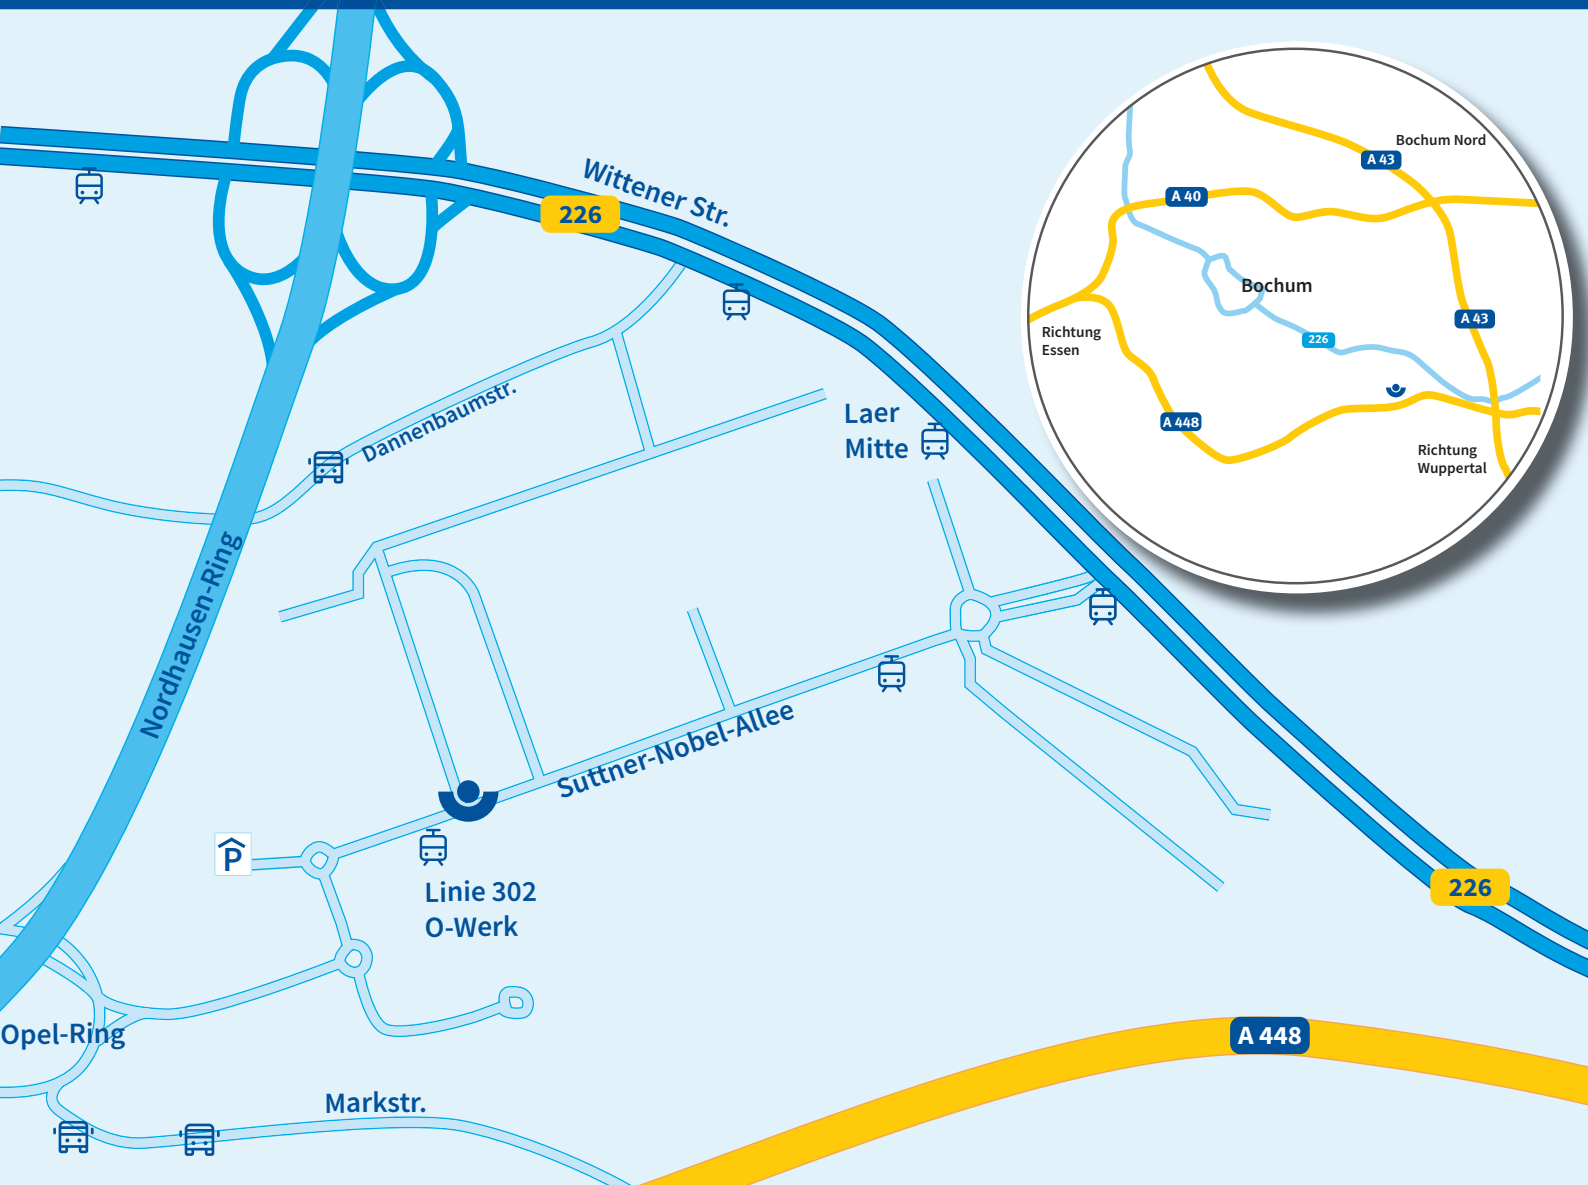 Wittener Str.
226
Dannenbaumstr.
Laer
Mitte
Nordhausen-Ring
Suttner-Nobel-Allee
P
Linie 302
O-Werk
226
Opel-Ring
A 448
Markstr.
Bochum Nord
A 43
A 40
Bochum
A 43
Richtung
Essen
226
A 448
Richtung
Wuppertal